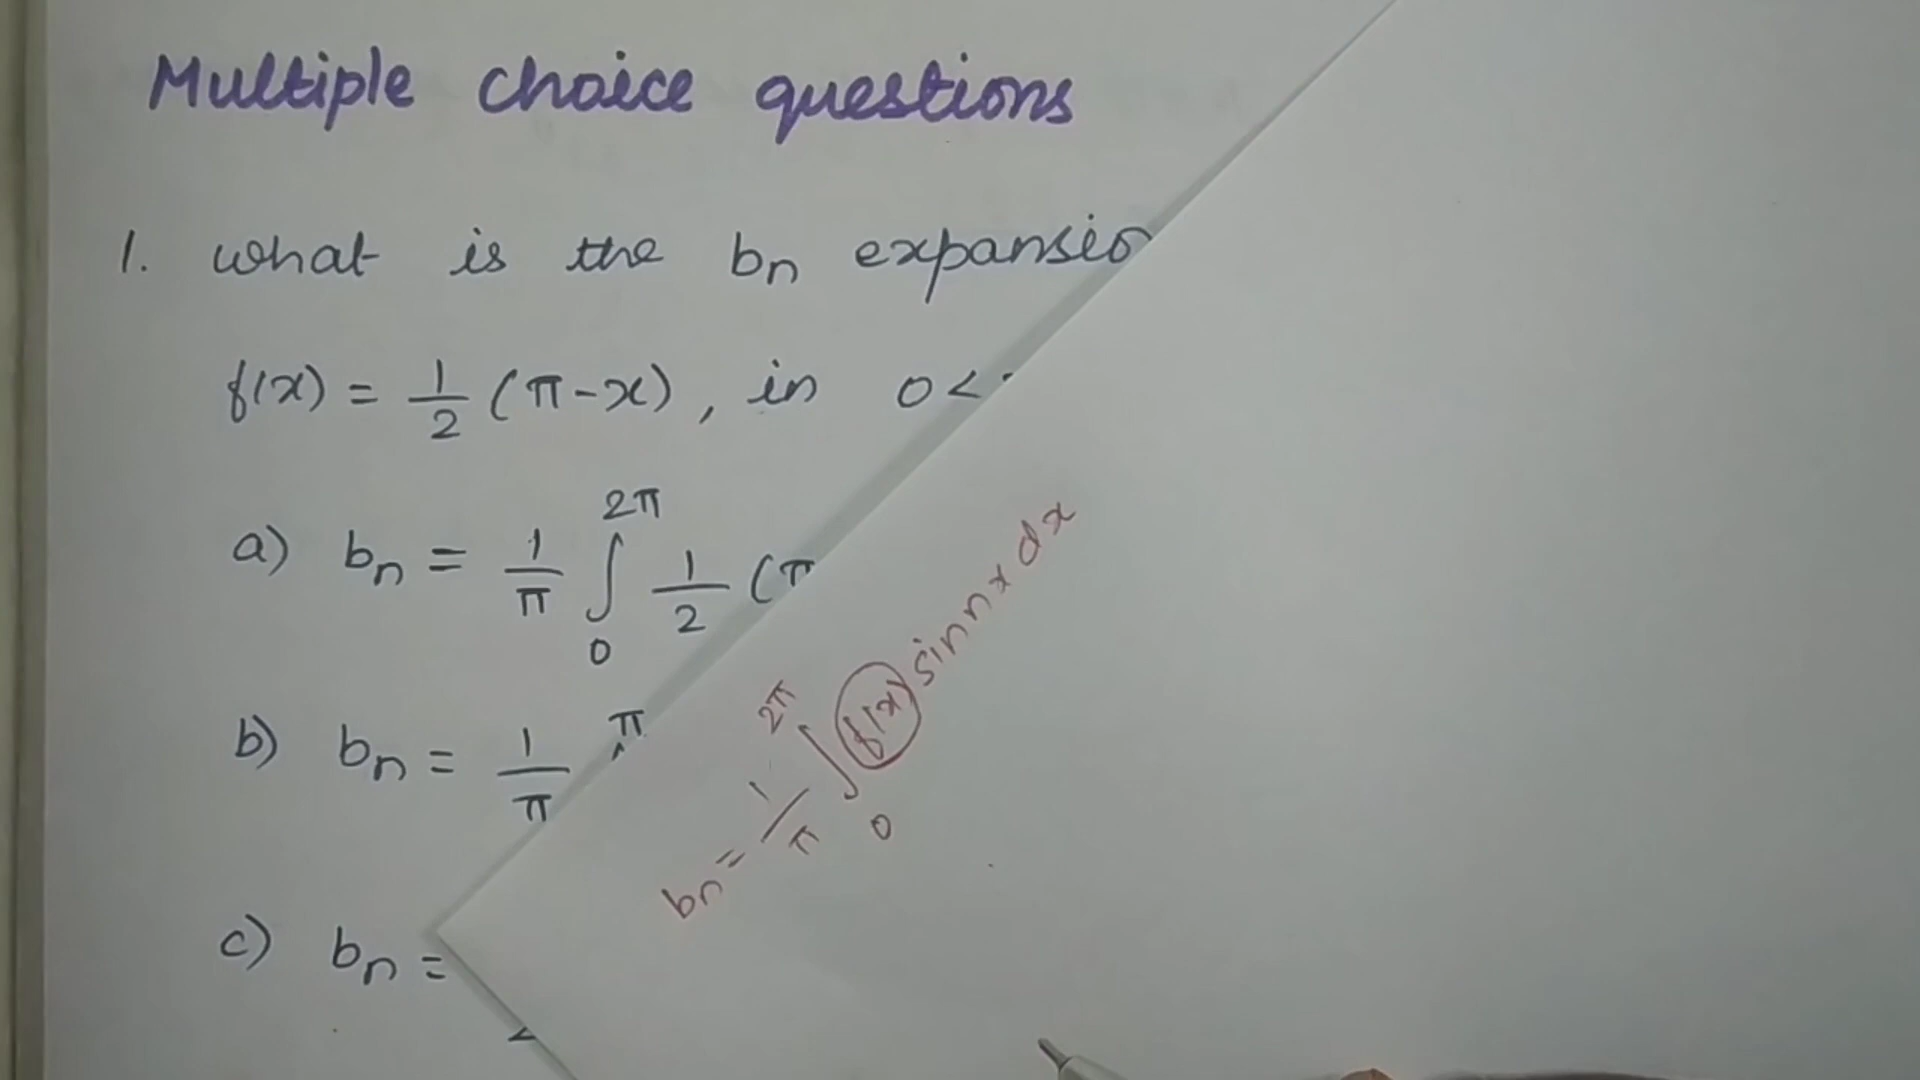 Multiple choice questions
1. what is the bn expansio
f(x) = 1/2 (π-x), in 0<
a) bn = 1/π ∫₀^2π 1/2 (π
b) bn = 1/π π
c) bn =
bn = 1/π ∫₀^2π f(x) sin nx dx